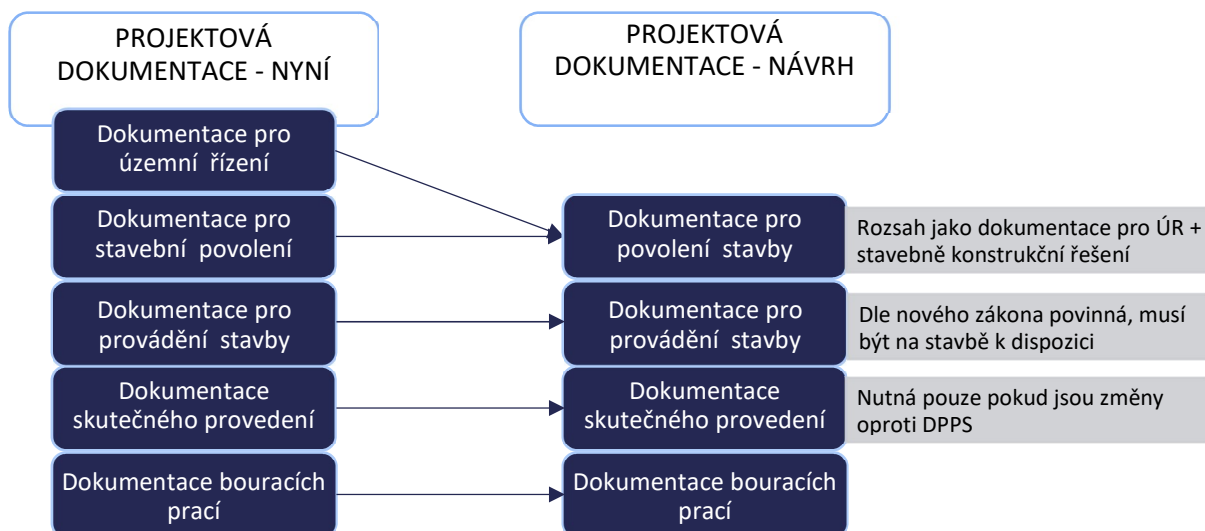 PROJEKTOVÁ
DOKUMENTACE - NYNÍ
PROJEKTOVÁ
DOKUMENTACE - NÁVRH
Dokumentace pro
územní řízení
Dokumentace pro
stavební povolení
Dokumentace pro
povolení stavby
Rozsah jako dokumentace pro ÚR +
stavebně konstrukční řešení
Dokumentace pro
provádění stavby
Dokumentace pro
provádění stavby
Dle nového zákona povinná, musí
být na stavbě k dispozici
Dokumentace
skutečného provedení
Dokumentace
skutečného provedení
Nutná pouze pokud jsou změny
oproti DPPS
Dokumentace bouracích
prací
Dokumentace bouracích
prací